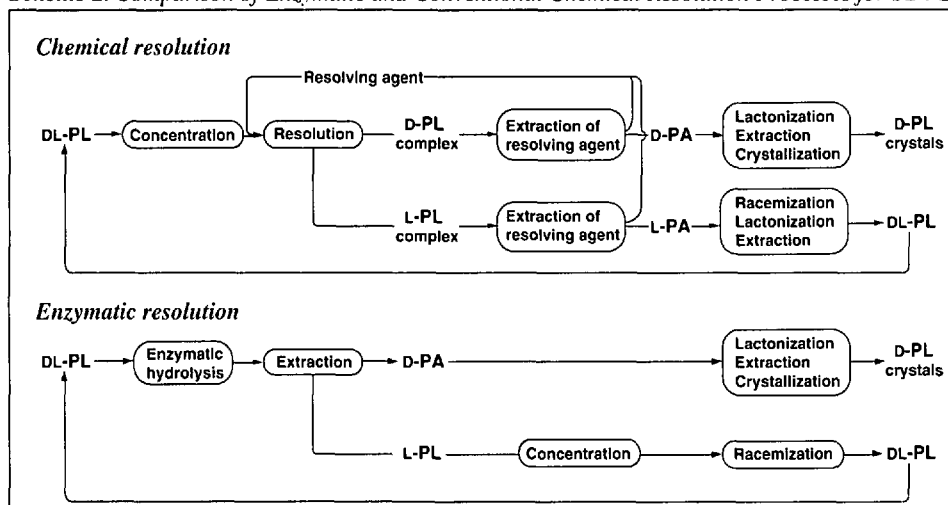 Chemical resolution
Resolving agent
DL-PL
Concentration
Resolution
D-PL
complex
Extraction of
resolving agent
D-PA
Lactonization
Extraction
Crystallization
D-PL
crystals
L-PL
complex
Extraction of
resolving agent
L-PA
Racemization
Lactonization
Extraction
DL-PL
Enzymatic resolution
DL-PL
Enzymatic
hydrolysis
Extraction
D-PA
Lactonization
Extraction
Crystallization
D-PL
crystals
L-PL
Concentration
Racemization
DL-PL